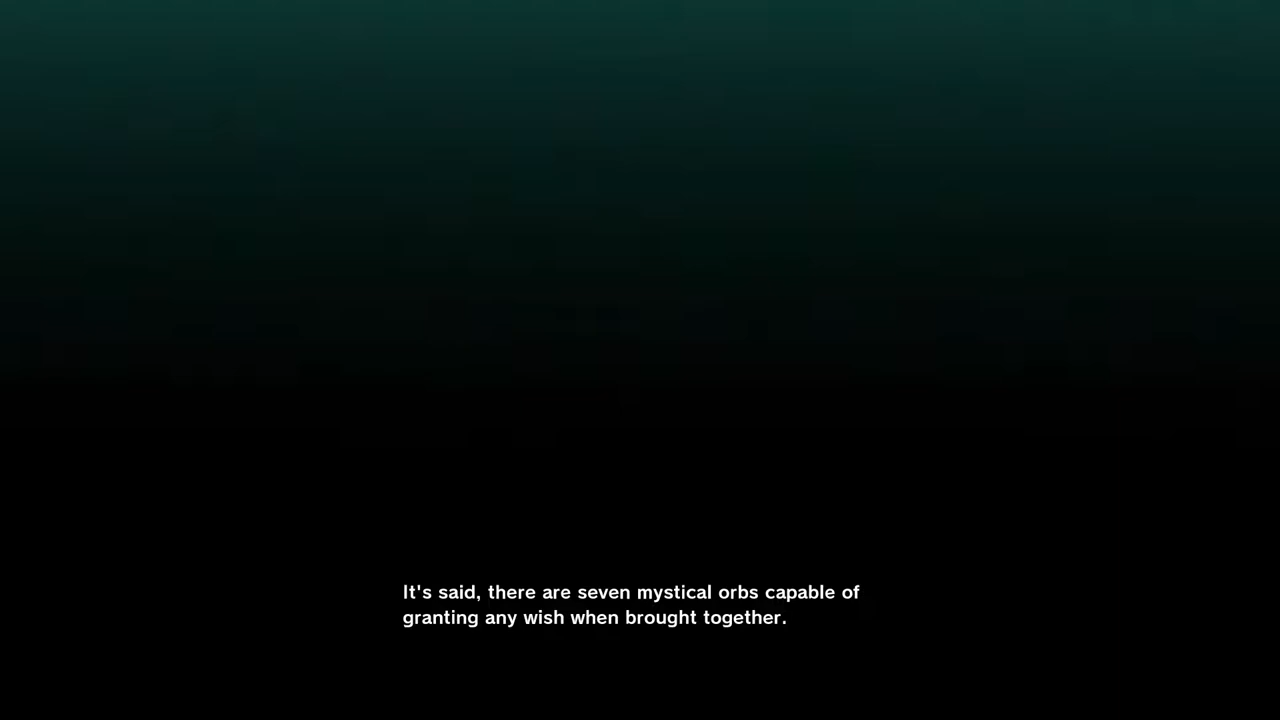 It's said, there are seven mystical orbs capable of
granting any wish when brought together.